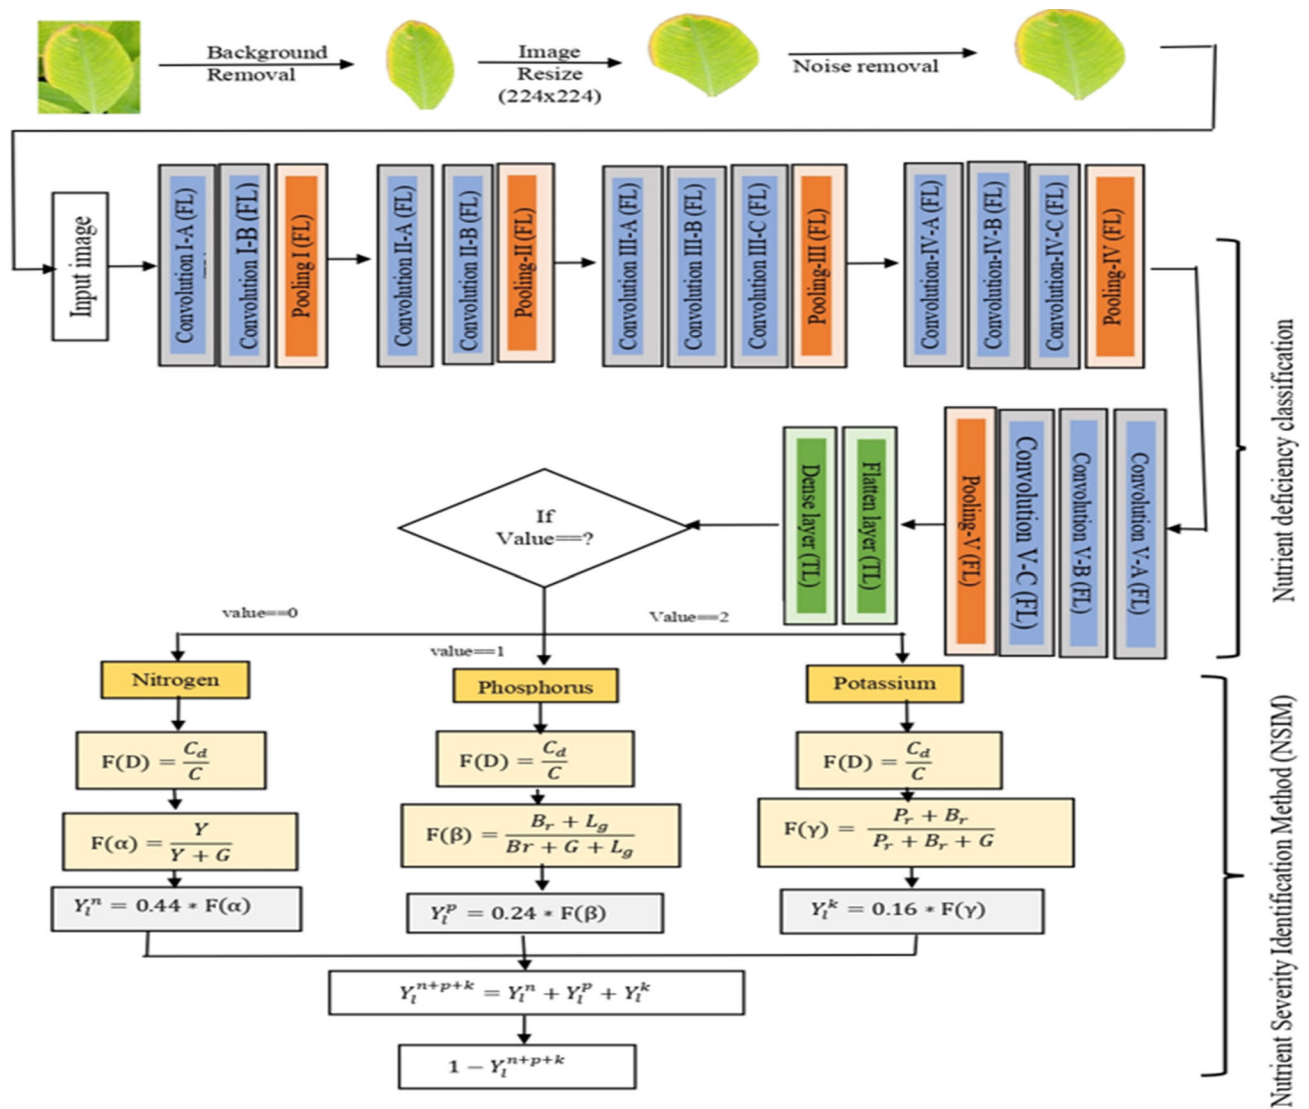 Background
Removal
Image
Resize
(224x224)
Noise removal
Input image
Convolution I-A (FL)
Convolution I-B (FL)
Pooling I (FL)
Convolution II-A (FL)
Convolution II-B (FL)
Pooling-II (FL)
Convolution III-A (FL)
Convolution III-B (FL)
Convolution III-C (FL)
Pooling-III (FL)
Convolution-IV-A (FL)
Convolution-IV-B (FL)
Convolution-IV-C (FL)
Pooling-IV (FL)
Convolution V-A (FL)
Convolution V-B (FL)
Convolution V-C (FL)
Pooling-V (FL)
Flatten layer (TL)
Dense layer (TL)
Nutrient deficiency classification
If
Value==?
value==0
value==1
Value==2
Nitrogen
Phosphorus
Potassium
F(D) = C_d / C
F(D) = C_d / C
F(D) = C_d / C
F(α) = Y / Y + G
F(β) = B_r + L_g / Br + G + L_g
F(γ) = P_r + B_r / P_r + B_r + G
Y_l^n = 0.44 * F(α)
Y_l^p = 0.24 * F(β)
Y_l^k = 0.16 * F(γ)
Y_l^{n+p+k} = Y_l^n + Y_l^p + Y_l^k
1 − Y_l^{n+p+k}
Nutrient Severity Identification Method (NSIM)